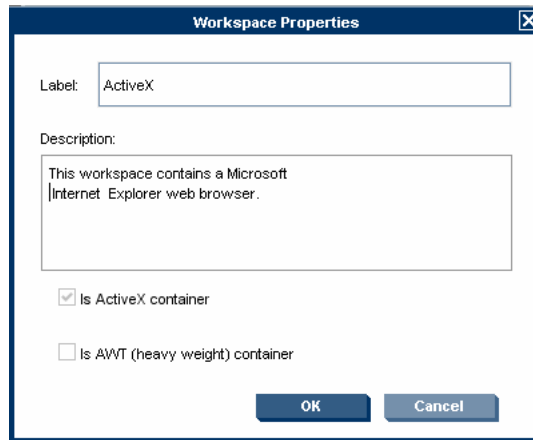 Workspace Properties
Label: ActiveX
Description:
This workspace contains a Microsoft
Internet Explorer web browser.
Is ActiveX container
Is AWT (heavy weight) container
OK Cancel